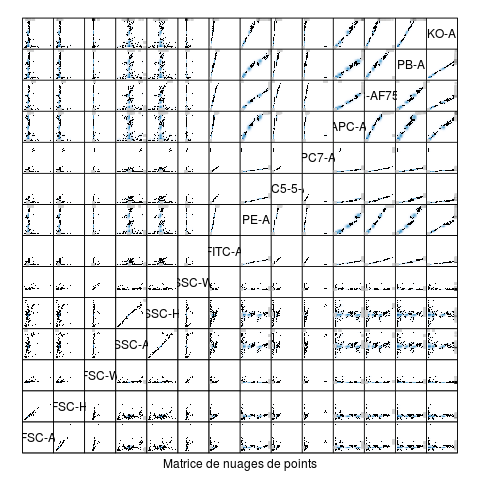 KO-A
PB-A
-AF75
APC-A
PC7-A
C5-5-
PE-A
FITC-A
SSC-W
SSC-H
SSC-A
FSC-W
FSC-H
FSC-A
Matrice de nuages de points